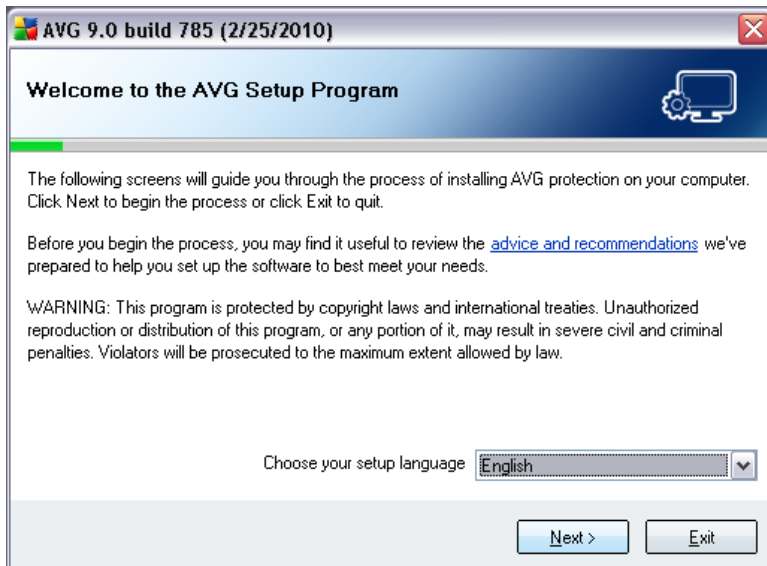 AVG 9.0 build 785 (2/25/2010)
Welcome to the AVG Setup Program
The following screens will guide you through the process of installing AVG protection on your computer.
Click Next to begin the process or click Exit to quit.
Before you begin the process, you may find it useful to review the advice and recommendations we've
prepared to help you set up the software to best meet your needs.
WARNING: This program is protected by copyright laws and international treaties. Unauthorized
reproduction or distribution of this program, or any portion of it, may result in severe civil and criminal
penalties. Violators will be prosecuted to the maximum extent allowed by law.
Choose your setup language English
Next > Exit